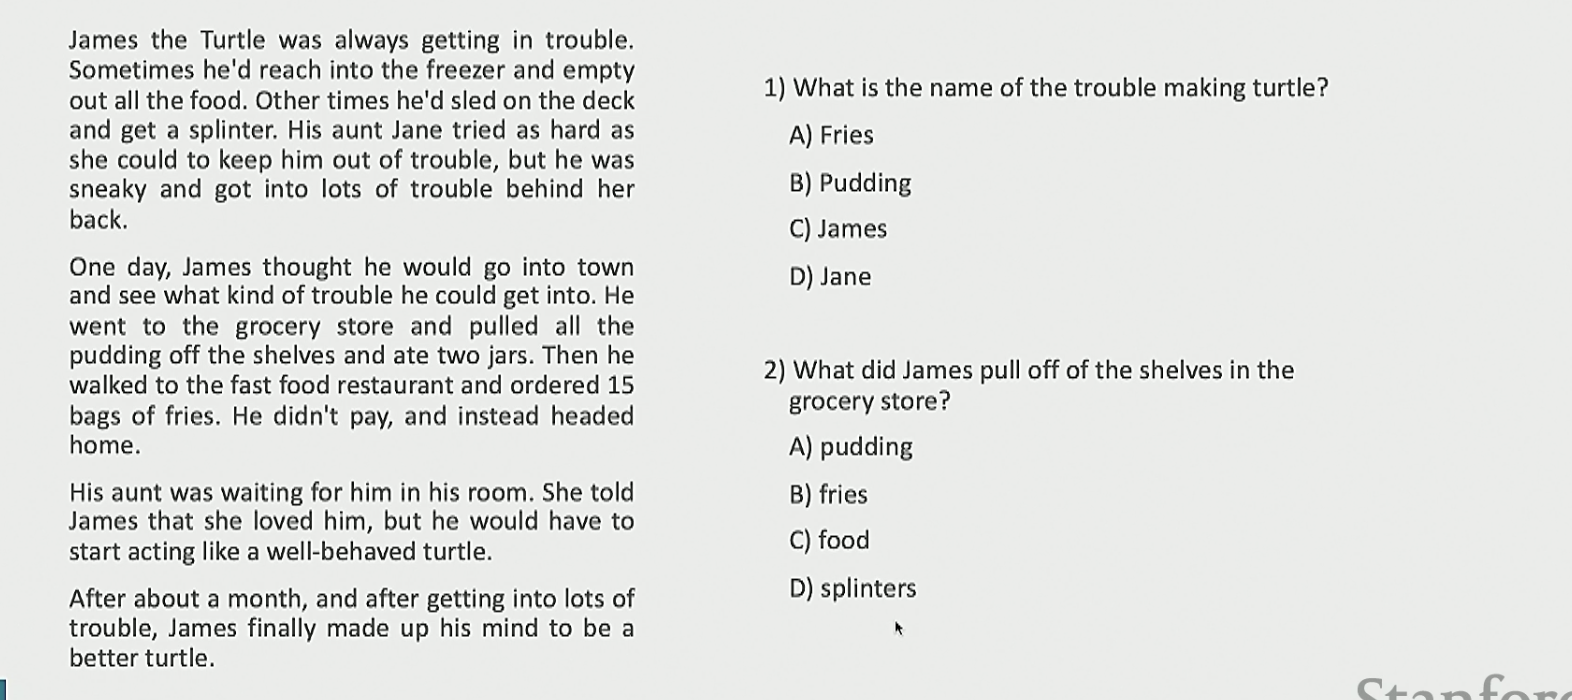 James the Turtle was always getting in trouble.
Sometimes he'd reach into the freezer and empty
out all the food. Other times he'd sled on the deck
and get a splinter. His aunt Jane tried as hard as
she could to keep him out of trouble, but he was
sneaky and got into lots of trouble behind her
back.
One day, James thought he would go into town
and see what kind of trouble he could get into. He
went to the grocery store and pulled all the
pudding off the shelves and ate two jars. Then he
walked to the fast food restaurant and ordered 15
bags of fries. He didn't pay, and instead headed
home.
His aunt was waiting for him in his room. She told
James that she loved him, but he would have to
start acting like a well-behaved turtle.
After about a month, and after getting into lots of
trouble, James finally made up his mind to be a
better turtle.
1) What is the name of the trouble making turtle?
A) Fries
B) Pudding
C) James
D) Jane
2) What did James pull off of the shelves in the
grocery store?
A) pudding
B) fries
C) food
D) splinters